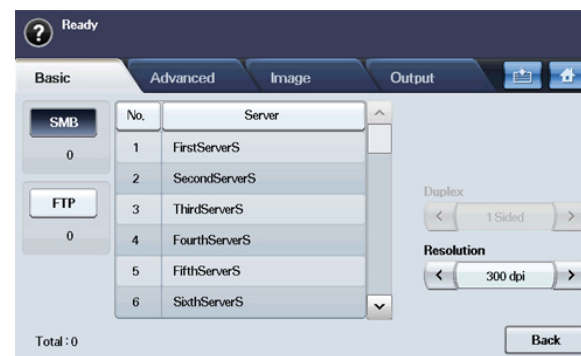 ? Ready
Basic Advanced Image Output
SMB
0
FTP
0
No. Server
1 FirstServerS
2 SecondServerS
3 ThirdServerS
4 FourthServerS
5 FifthServerS
6 SixthServerS
Duplex
< 1 Sided >
Resolution
< 300 dpi >
Total : 0
Back